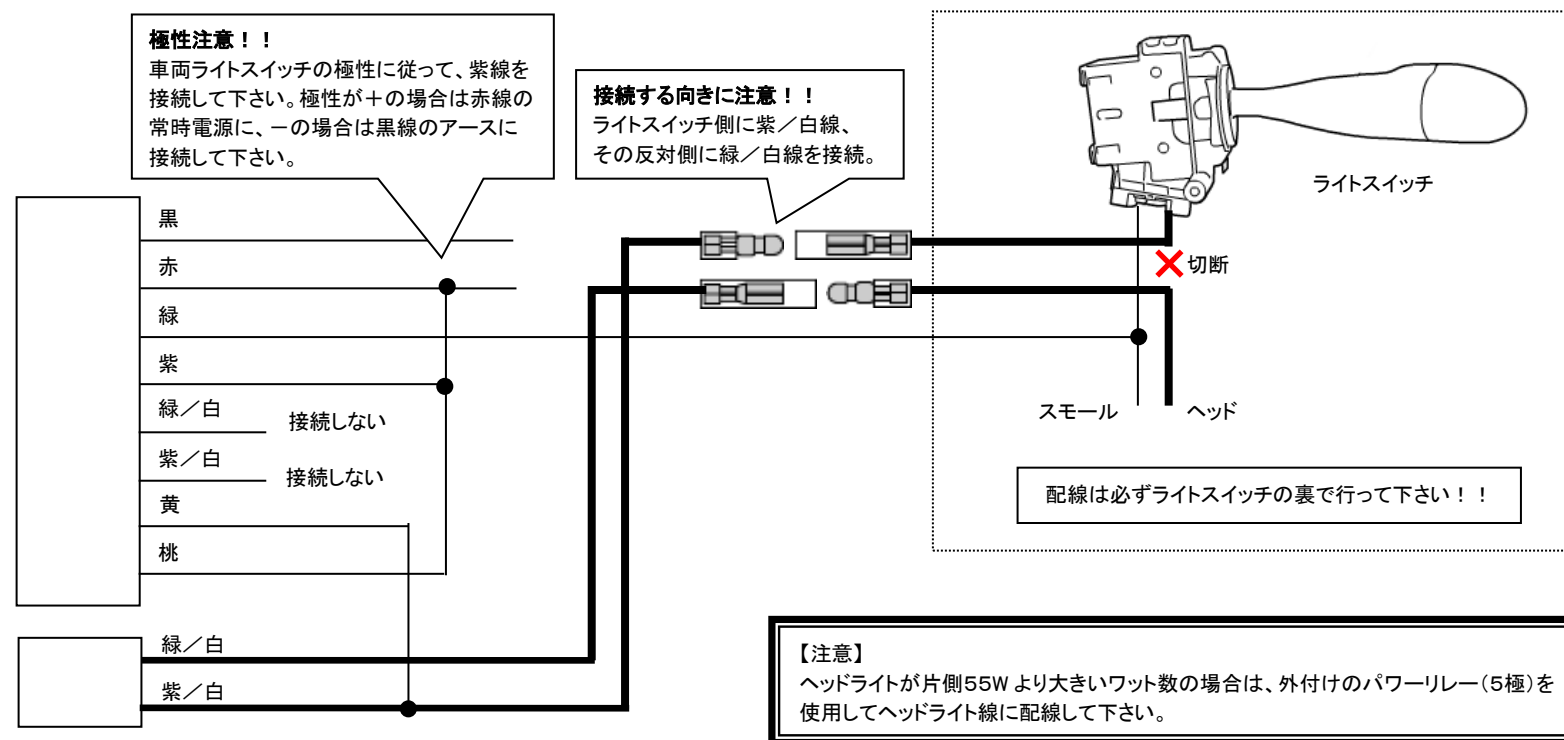 極性注意！！
車両ライトスイッチの極性に従って、紫線を
接続して下さい。極性が＋の場合は赤線の
常時電源に、－の場合は黒線のアースに
接続して下さい。
接続する向きに注意！！
ライトスイッチ側に紫／白線、
その反対側に緑／白線を接続。
ライトスイッチ
切断
黒
赤
緑
紫
緑／白
接続しない
紫／白
接続しない
黄
桃
スモール
ヘッド
配線は必ずライトスイッチの裏で行って下さい！！
緑／白
紫／白
【注意】
ヘッドライトが片側５５W より大きいワット数の場合は、外付けのパワーリレー（５極）を
使用してヘッドライト線に配線して下さい。